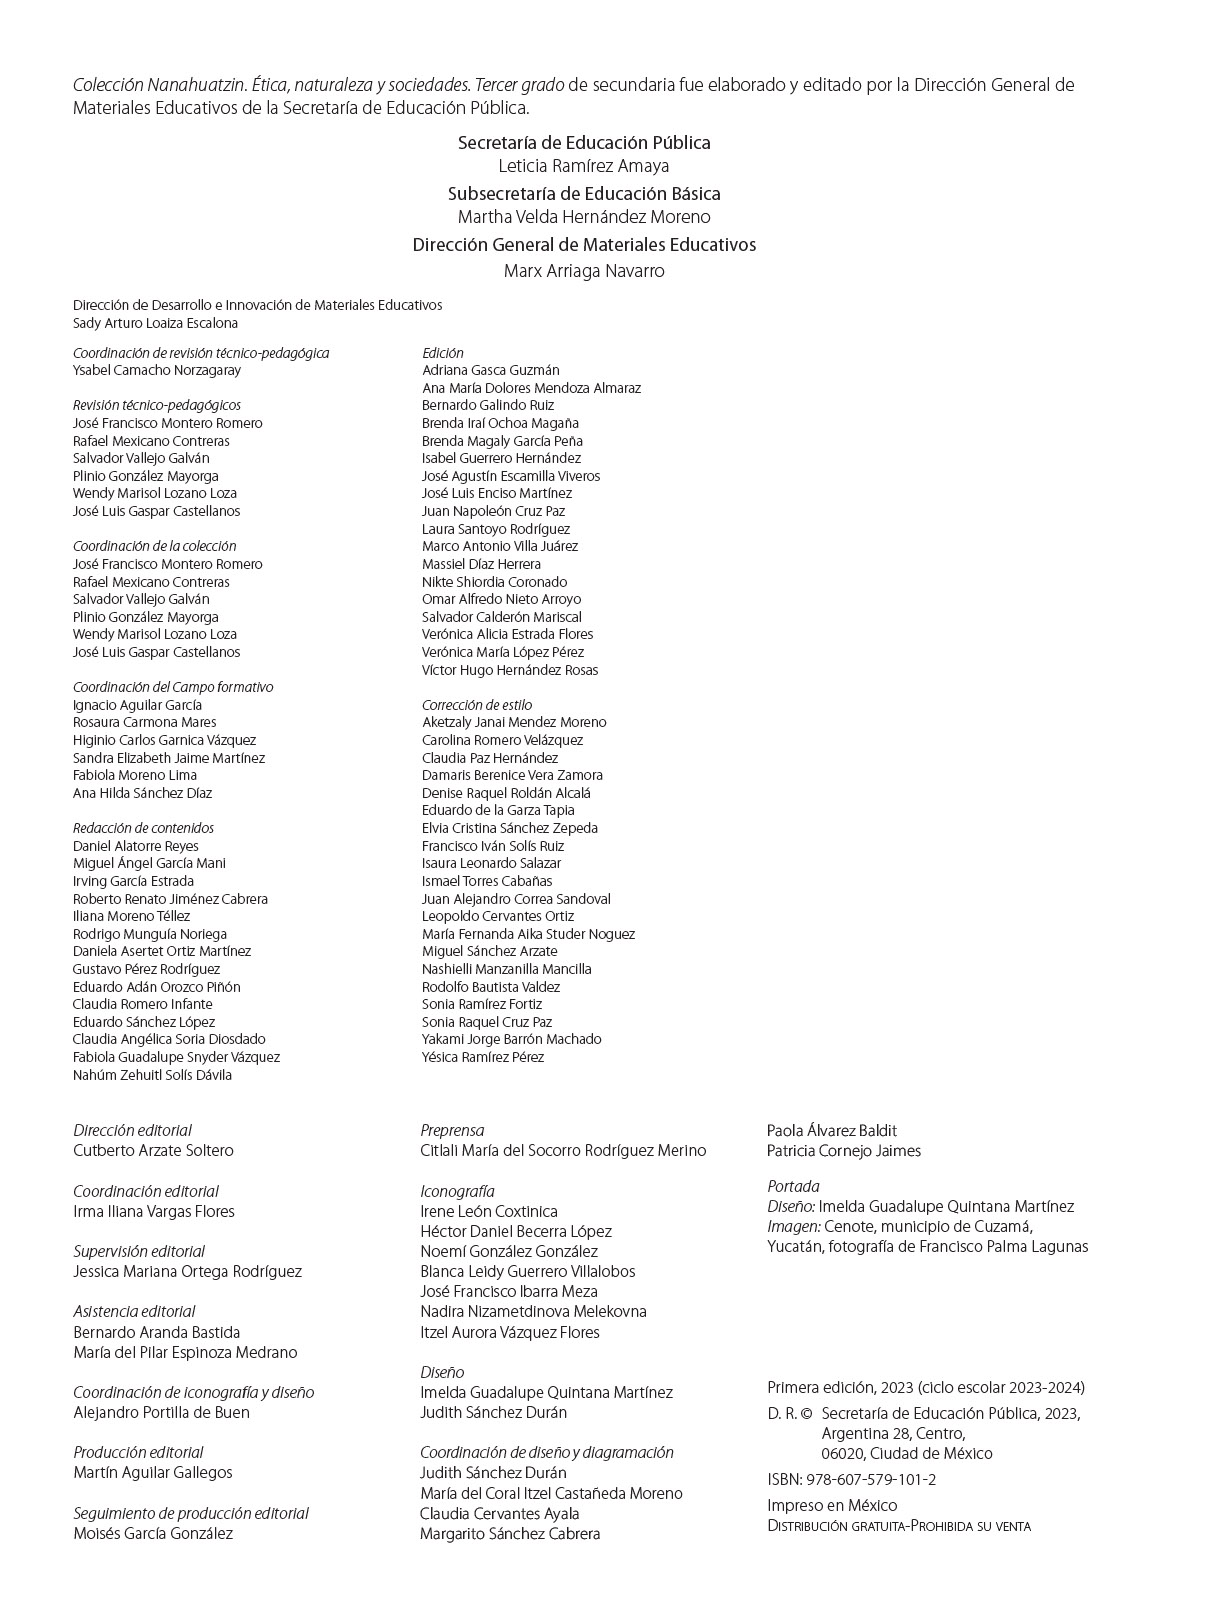 Colección Nanahuatzin. Ética, naturaleza y sociedades. Tercer grado de secundaria fue elaborado y editado por la Dirección General de
Materiales Educativos de la Secretaría de Educación Pública.
Secretaría de Educación Pública
Leticia Ramírez Amaya
Subsecretaría de Educación Básica
Martha Velda Hernández Moreno
Dirección General de Materiales Educativos
Marx Arriaga Navarro
Dirección de Desarrollo e Innovación de Materiales Educativos
Sady Arturo Loaiza Escalona
Coordinación de revisión técnico-pedagógica
Ysabel Camacho Norzagaray
Revisión técnico-pedagógicos
José Francisco Montero Romero
Rafael Mexicano Contreras
Salvador Vallejo Galván
Plinio González Mayorga
Wendy Marisol Lozano Loza
José Luis Gaspar Castellanos
Coordinación de la colección
José Francisco Montero Romero
Rafael Mexicano Contreras
Salvador Vallejo Galván
Plinio González Mayorga
Wendy Marisol Lozano Loza
José Luis Gaspar Castellanos
Coordinación del Campo formativo
Ignacio Aguilar García
Rosaura Carmona Mares
Higinio Carlos Garnica Vázquez
Sandra Elizabeth Jaime Martínez
Fabiola Moreno Lima
Ana Hilda Sánchez Díaz
Redacción de contenidos
Daniel Alatorre Reyes
Miguel Ángel García Mani
Irving García Estrada
Roberto Renato Jiménez Cabrera
Iliana Moreno Téllez
Rodrigo Munguía Noriega
Daniela Asertet Ortiz Martínez
Gustavo Pérez Rodríguez
Eduardo Adán Orozco Piñón
Claudia Romero Infante
Eduardo Sánchez López
Claudia Angélica Soria Diosdado
Fabiola Guadalupe Snyder Vázquez
Nahúm Zehuitl Solís Dávila
Edición
Adriana Gasca Guzmán
Ana María Dolores Mendoza Almaraz
Bernardo Galindo Ruiz
Brenda Iraí Ochoa Magaña
Brenda Magaly García Peña
Isabel Guerrero Hernández
José Agustín Escamilla Viveros
José Luis Enciso Martínez
Juan Napoleón Cruz Paz
Laura Santoyo Rodríguez
Marco Antonio Villa Juárez
Massiel Díaz Herrera
Nikte Shiordia Coronado
Omar Alfredo Nieto Arroyo
Salvador Calderón Mariscal
Verónica Alicia Estrada Flores
Verónica María López Pérez
Víctor Hugo Hernández Rosas
Corrección de estilo
Aketzaly Janai Mendez Moreno
Carolina Romero Velázquez
Claudia Paz Hernández
Damaris Berenice Vera Zamora
Denise Raquel Roldán Alcalá
Eduardo de la Garza Tapia
Elvia Cristina Sánchez Zepeda
Francisco Iván Solís Ruiz
Isaura Leonardo Salazar
Ismael Torres Cabañas
Juan Alejandro Correa Sandoval
Leopoldo Cervantes Ortiz
María Fernanda Aika Studer Noguez
Miguel Sánchez Arzate
Nashielli Manzanilla Mancilla
Rodolfo Bautista Valdez
Sonia Ramírez Fortiz
Sonia Raquel Cruz Paz
Yakami Jorge Barrón Machado
Yésica Ramírez Pérez
Dirección editorial
Cutberto Arzate Soltero
Coordinación editorial
Irma Iliana Vargas Flores
Supervisión editorial
Jessica Mariana Ortega Rodríguez
Asistencia editorial
Bernardo Aranda Bastida
María del Pilar Espinoza Medrano
Coordinación de iconografía y diseño
Alejandro Portilla de Buen
Producción editorial
Martín Aguilar Gallegos
Seguimiento de producción editorial
Moisés García González
Preprensa
Citlali María del Socorro Rodríguez Merino
Iconografía
Irene León Coxtinica
Héctor Daniel Becerra López
Noemí González González
Blanca Leidy Guerrero Villalobos
José Francisco Ibarra Meza
Nadira Nizametdinova Melekovna
Itzel Aurora Vázquez Flores
Diseño
Imelda Guadalupe Quintana Martínez
Judith Sánchez Durán
Coordinación de diseño y diagramación
Judith Sánchez Durán
María del Coral Itzel Castañeda Moreno
Claudia Cervantes Ayala
Margarito Sánchez Cabrera
Paola Álvarez Baldit
Patricia Cornejo Jaimes
Portada
Diseño: Imelda Guadalupe Quintana Martínez
Imagen: Cenote, municipio de Cuzamá,
Yucatán, fotografía de Francisco Palma Lagunas
Primera edición, 2023 (ciclo escolar 2023-2024)
D. R. © Secretaría de Educación Pública, 2023,
Argentina 28, Centro,
06020, Ciudad de México
ISBN: 978-607-579-101-2
Impreso en México
DISTRIBUCIÓN GRATUITA-PROHIBIDA SU VENTA